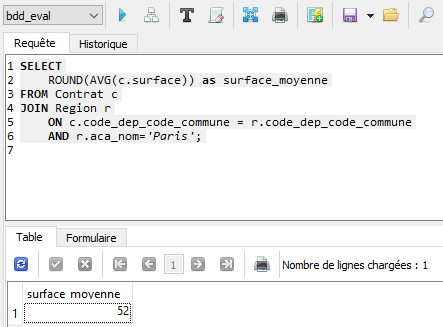 bdd_eval
Requête Historique
1 SELECT
2 ROUND(AVG(c.surface)) as surface_moyenne
3 FROM Contrat c
4 JOIN Region r
5 ON c.code_dep_code_commune = r.code_dep_code_commune
6 AND r.aca_nom='Paris';
7
Table Formulaire
1 Nombre de lignes chargées : 1
surface_moyenne
1 52